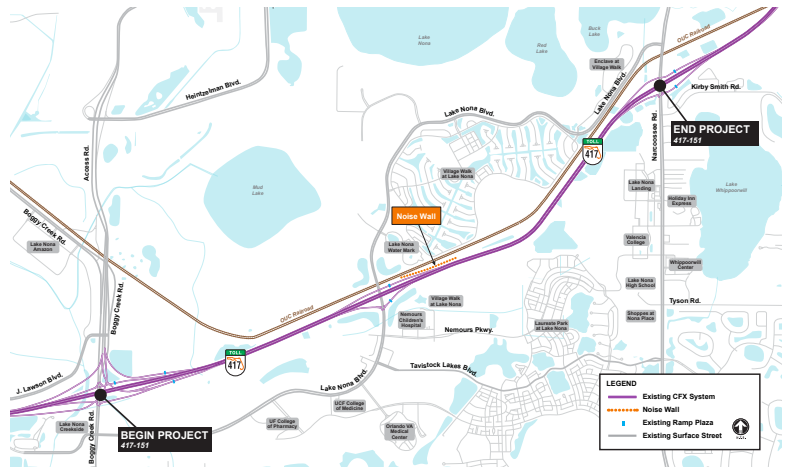 Lake
Nona
Red
Lake
Buck
Lake
OUC Railroad
Enclave at
Village Walk
Heintzelman Blvd.
Lake Nona Blvd.
Lake Nona Blvd.
Kirby Smith Rd.
END PROJECT
417-151
Narcoossee Rd.
TOLL
417
Access Rd.
Mud
Lake
Village Walk
at Lake Nona
Lake Nona
Landing
Lake
Whippoorwill
Holiday Inn
Express
Noise Wall
Boggy Creek Rd.
Lake Nona
Amazon
Lake Nona
Water Mark
Valencia
College
Whippoorwill
Center
Lake Nona
High School
Boggy Creek Rd.
OUC Railroad
Village Walk
at Lake Nona
Tyson Rd.
Nemours
Children's
Hospital
Nemours Pkwy.
Laureate Park
at Lake Nona
Shoppes at
Nona Place
TOLL
417
Tavistock Lakes Blvd.
J. Lawson Blvd.
Lake Nona Blvd.
UCF College
of Medicine
UF College
of Pharmacy
Orlando VA
Medical
Center
Lake Nona
Creekside
Boggy Creek Rd.
BEGIN PROJECT
417-151
LEGEND
Existing CFX System
Noise Wall
Existing Ramp Plaza
Existing Surface Street